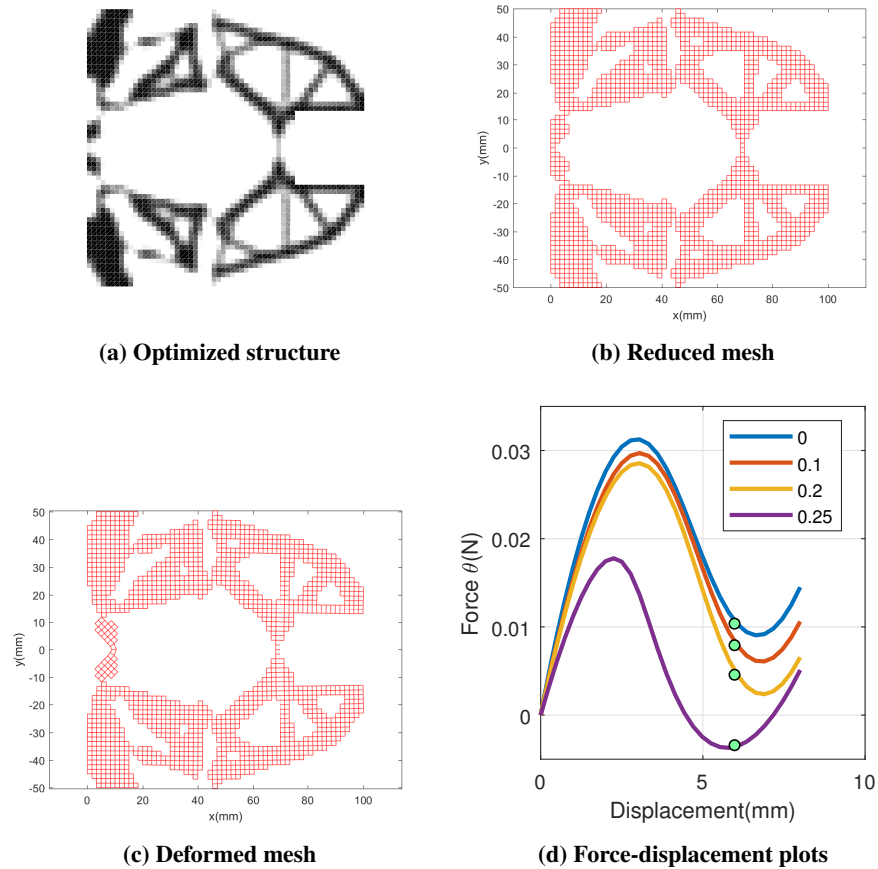 50
40
30
20
10
0
-10
-20
-30
-40
-50
y(mm)
0 20 40 60 80 100
x(mm)
(a) Optimized structure
(b) Reduced mesh
50
40
30
20
10
0
-10
-20
-30
-40
-50
y(mm)
0 20 40 60 80 100
x(mm)
0.03
0.02
0.01
0
Force θ(N)
0
0.1
0.2
0.25
0 5 10
Displacement(mm)
(c) Deformed mesh
(d) Force-displacement plots